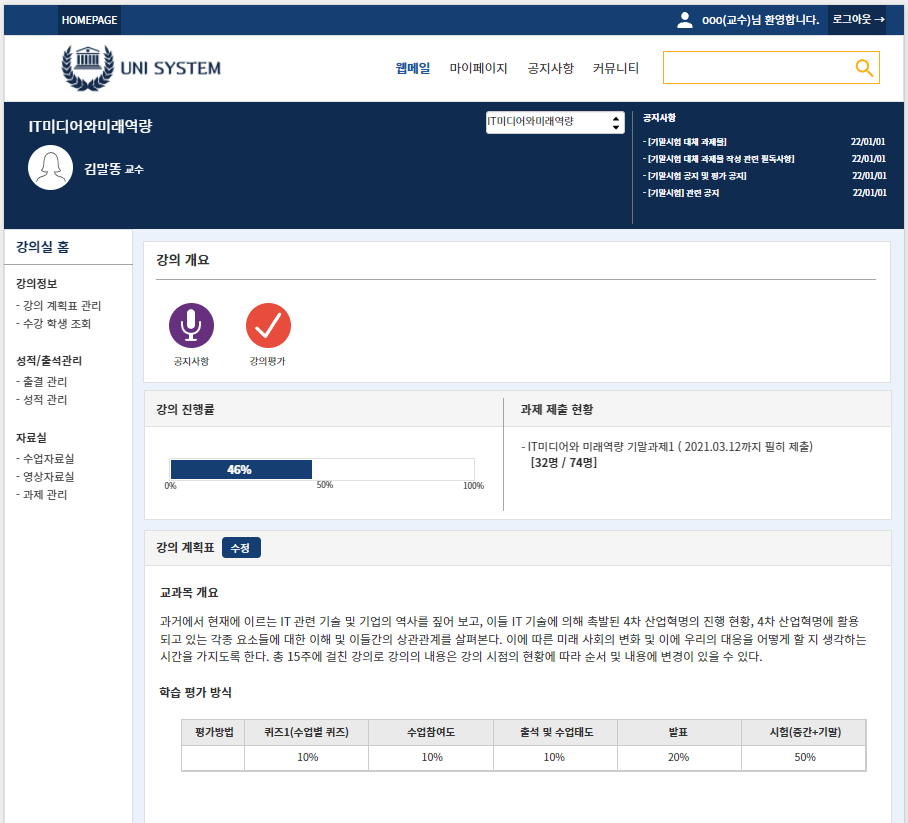 HOMEPAGE
ooo(교수)님 환영합니다.
로그아웃 →
UNI SYSTEM
웹메일 마이페이지 공지사항 커뮤니티
IT미디어와미래역량
김말똥 교수
IT미디어와미래역량
공지사항
- [기말시험 대체 과제물] 22/01/01
- [기말시험 대체 과제물 작성 관련 필독사항] 22/01/01
- [기말시험 공지 및 평가 공지] 22/01/01
- [기말시험] 관련 공지 22/01/01
강의실 홈
강의정보
- 강의 계획표 관리
- 수강 학생 조회
성적/출석관리
- 출결 관리
- 성적 관리
자료실
- 수업자료실
- 영상자료실
- 과제 관리
강의 개요
공지사항 강의평가
강의 진행률
46%
0% 50% 100%
과제 제출 현황
- IT미디어와 미래역량 기말과제1 ( 2021.03.12까지 필히 제출)
[32명 / 74명]
강의 계획표 수정
교과목 개요
과거에서 현재에 이르는 IT 관련 기술 및 기업의 역사를 짚어 보고, 이들 IT 기술에 의해 촉발된 4차 산업혁명의 진행 현황, 4차 산업혁명에 활용
되고 있는 각종 요소들에 대한 이해 및 이들간의 상관관계를 살펴본다. 이에 따른 미래 사회의 변화 및 이에 우리의 대응을 어떻게 할 지 생각하는
시간을 가지도록 한다. 총 15주에 걸친 강의로 강의의 내용은 강의 시점의 현황에 따라 순서 및 내용에 변경이 있을 수 있다.
학습 평가 방식
평가방법 퀴즈1(수업별 퀴즈) 수업참여도 출석 및 수업태도 발표 시험(중간+기말)
10% 10% 10% 20% 50%